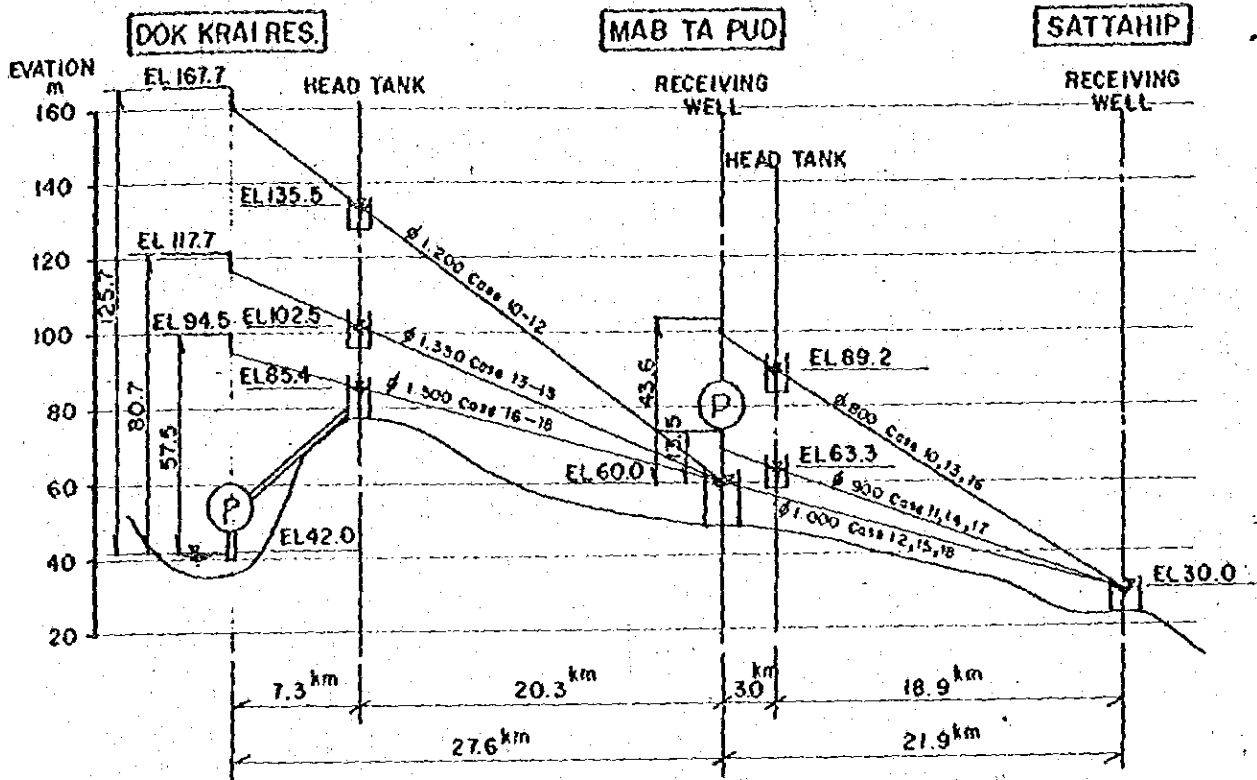 DOK KRAI RES.
MAB TA PUD
SATTAHIP
EVATION
m
EL 167.7
HEAD TANK
RECEIVING
WELL
RECEIVING
WELL
160
HEAD TANK
140
EL 135.5
ø 1.200 Case 10-12
EL 117.7
120
125.7
EL 94.5
EL 102.5
100
ø 1.350 Case 13-15
EL 89.2
EL 85.4
ø 1.500 Case 16-18
43.6
P
80
80.7
57.5
13.5
ø 800 Case 10,13,16
EL 63.3
EL 60.0
60
ø 900 Case 11,14,17
P
ø 1.000 Case 12,15,18
EL 42.0
40
EL 30.0
20
7.3 km
20.3 km
3.0 km
18.9 km
27.6 km
21.9 km